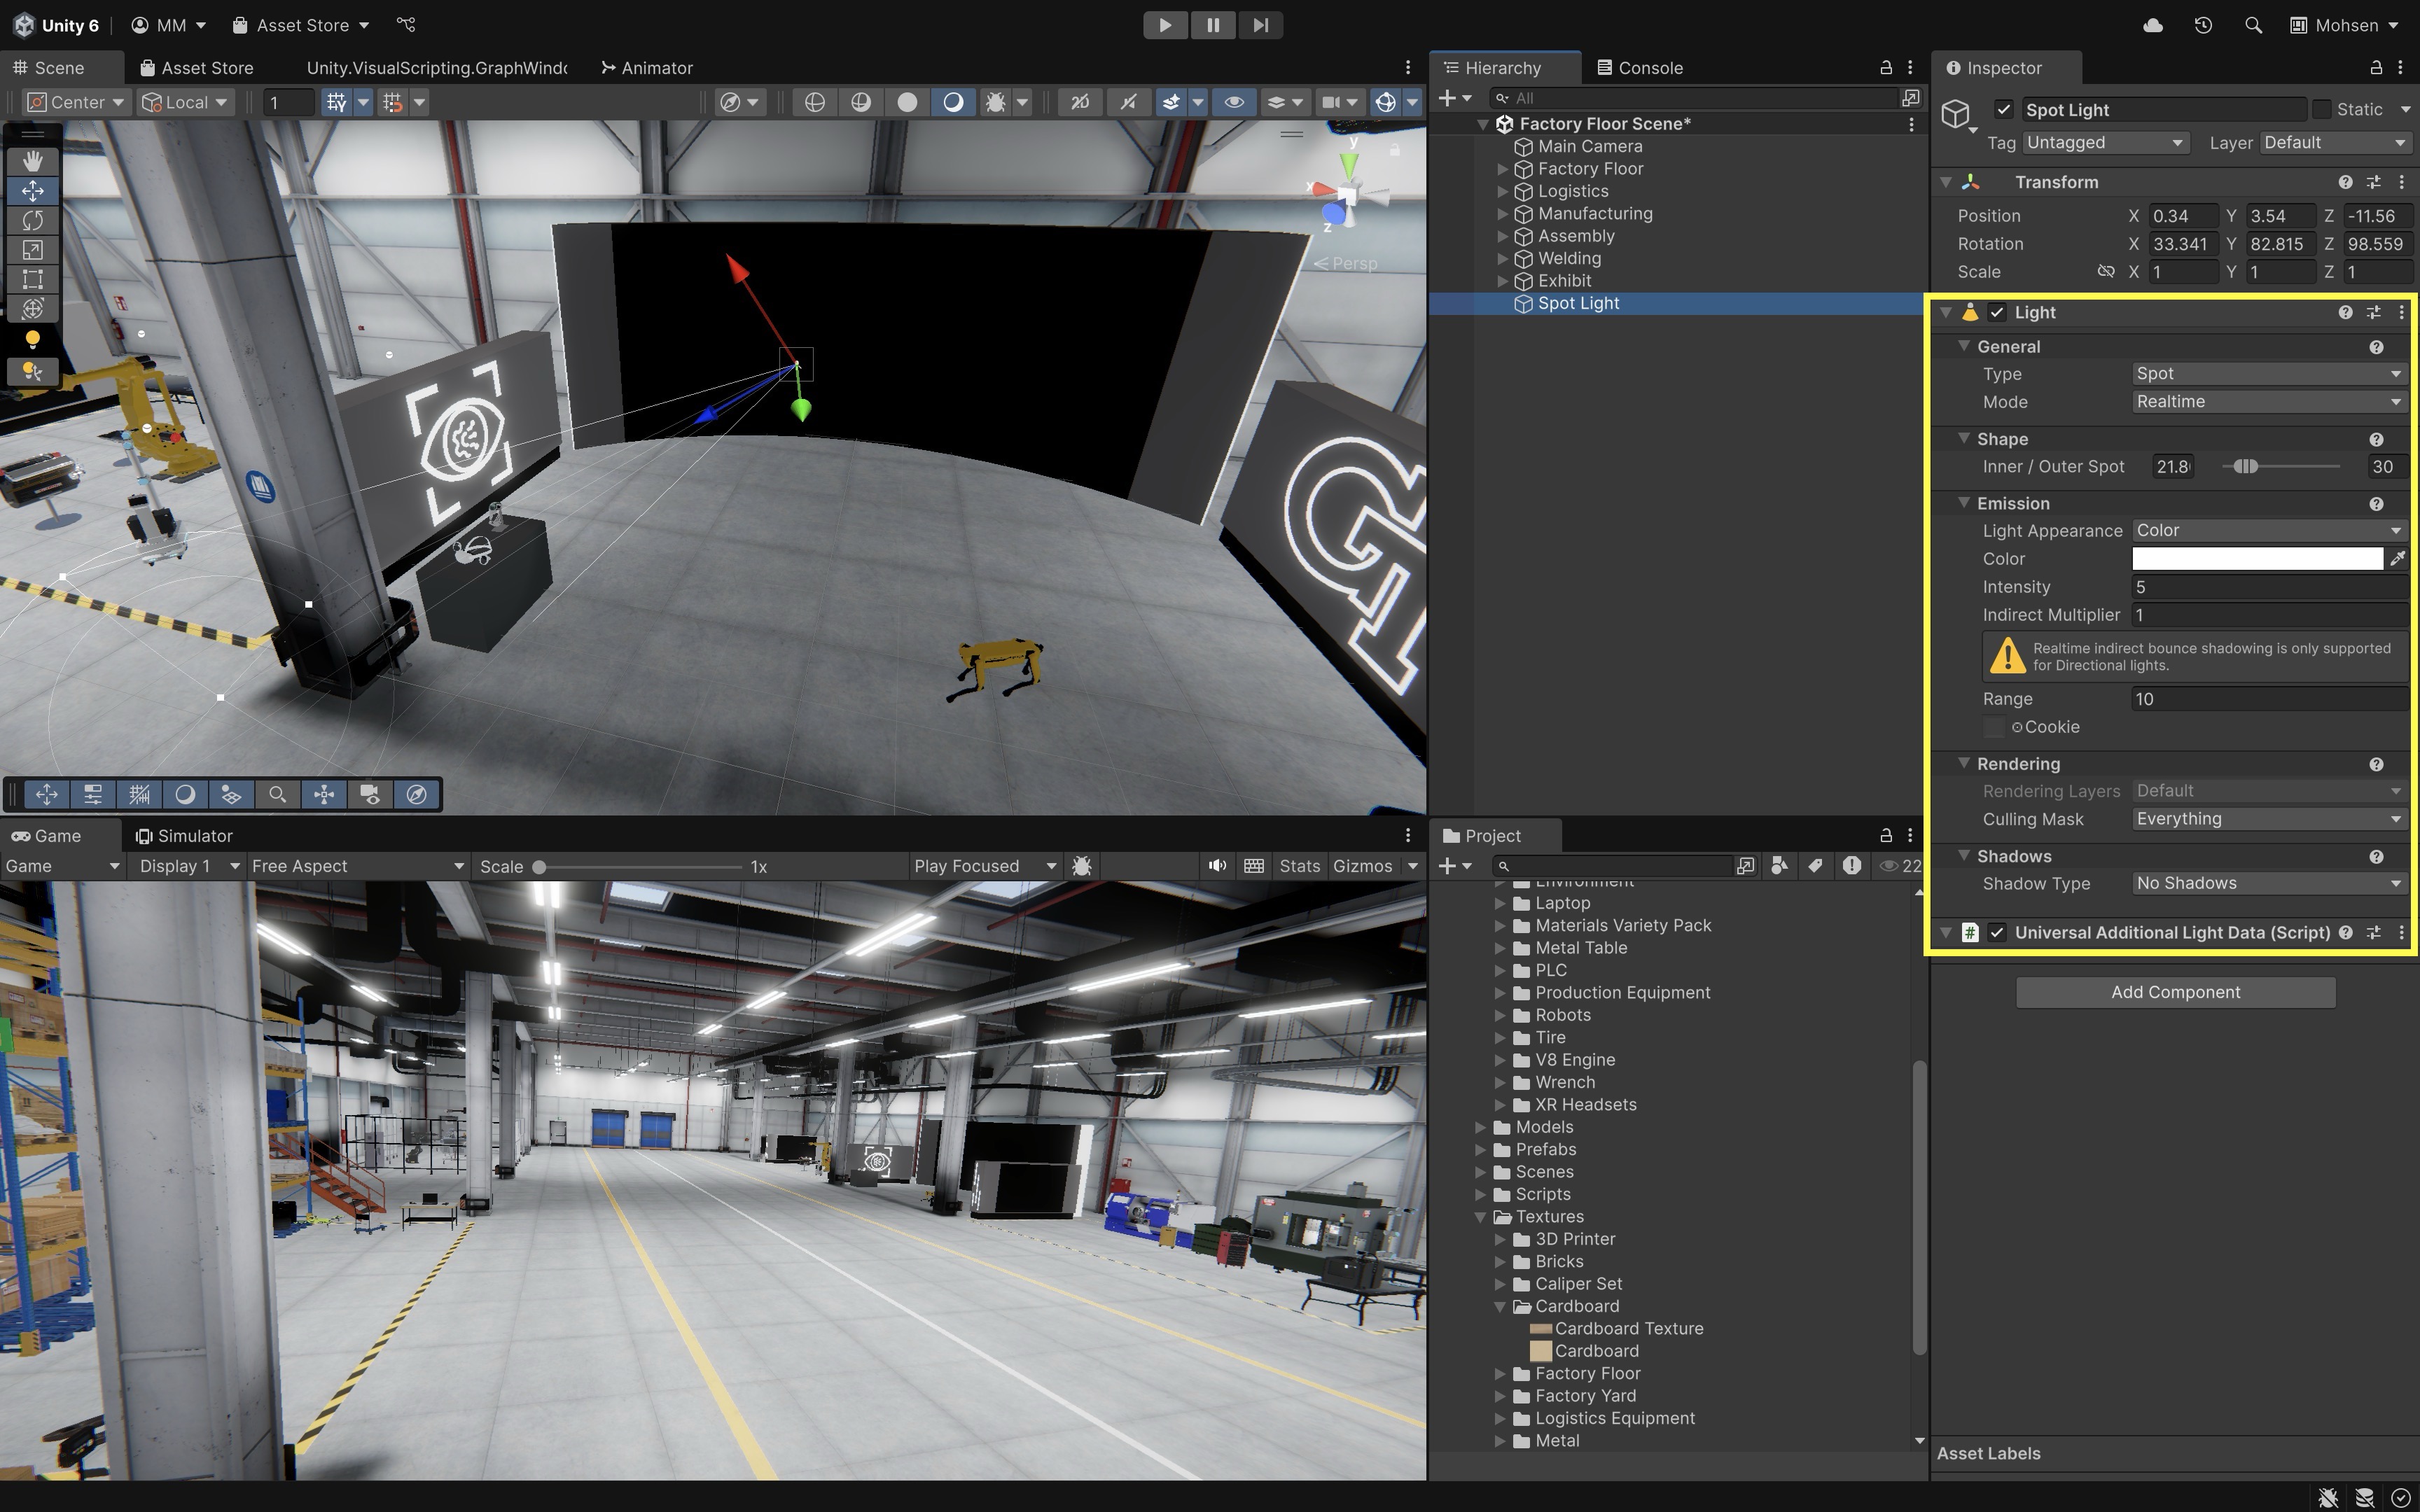 Unity 6 MM Asset Store Mohsen
Scene Asset Store Unity.VisualScripting.GraphWindo Animator
Center Local 1 2D
y
x
z
Persp
Hierarchy Console
All
Factory Floor Scene*
Main Camera
Factory Floor
Logistics
Manufacturing
Assembly
Welding
Exhibit
Spot Light
Inspector
Spot Light Static
Tag Untagged Layer Default
Transform
Position X 0.34 Y 3.54 Z -11.56
Rotation X 33.341 Y 82.815 Z 98.559
Scale X 1 Y 1 Z 1
Light
General
Type Spot
Mode Realtime
Shape
Inner / Outer Spot 21.8 30
Emission
Light Appearance Color
Color
Intensity 5
Indirect Multiplier 1
Realtime indirect bounce shadowing is only supported
for Directional lights.
Range 10
Cookie
Rendering
Rendering Layers Default
Culling Mask Everything
Shadows
Shadow Type No Shadows
# Universal Additional Light Data (Script)
Add Component
Asset Labels
Game Simulator
Game Display 1 Free Aspect Scale 1x Play Focused Stats Gizmos
Project
22
Environment
Laptop
Materials Variety Pack
Metal Table
PLC
Production Equipment
Robots
Tire
V8 Engine
Wrench
XR Headsets
Models
Prefabs
Scenes
Scripts
Textures
3D Printer
Bricks
Caliper Set
Cardboard
Cardboard Texture
Cardboard
Factory Floor
Factory Yard
Logistics Equipment
Metal